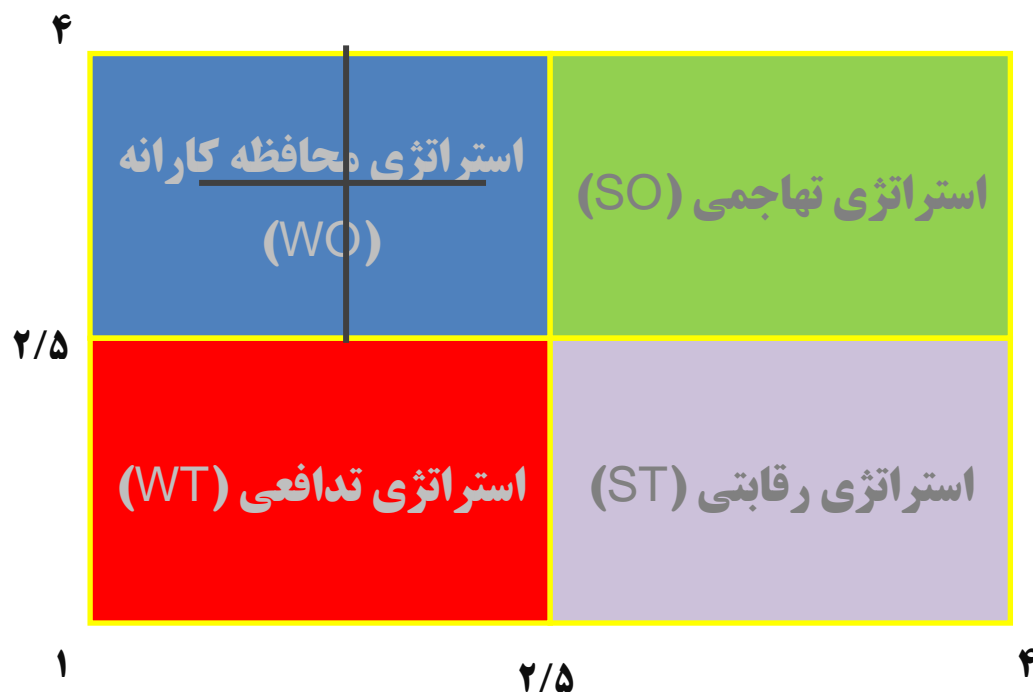 ۴
استراتژی محافظه کارانه
(WO)
استراتژی تهاجمی (SO)
۲/۵
استراتژی تدافعی (WT)
استراتژی رقابتی (ST)
۱
۲/۵
۴